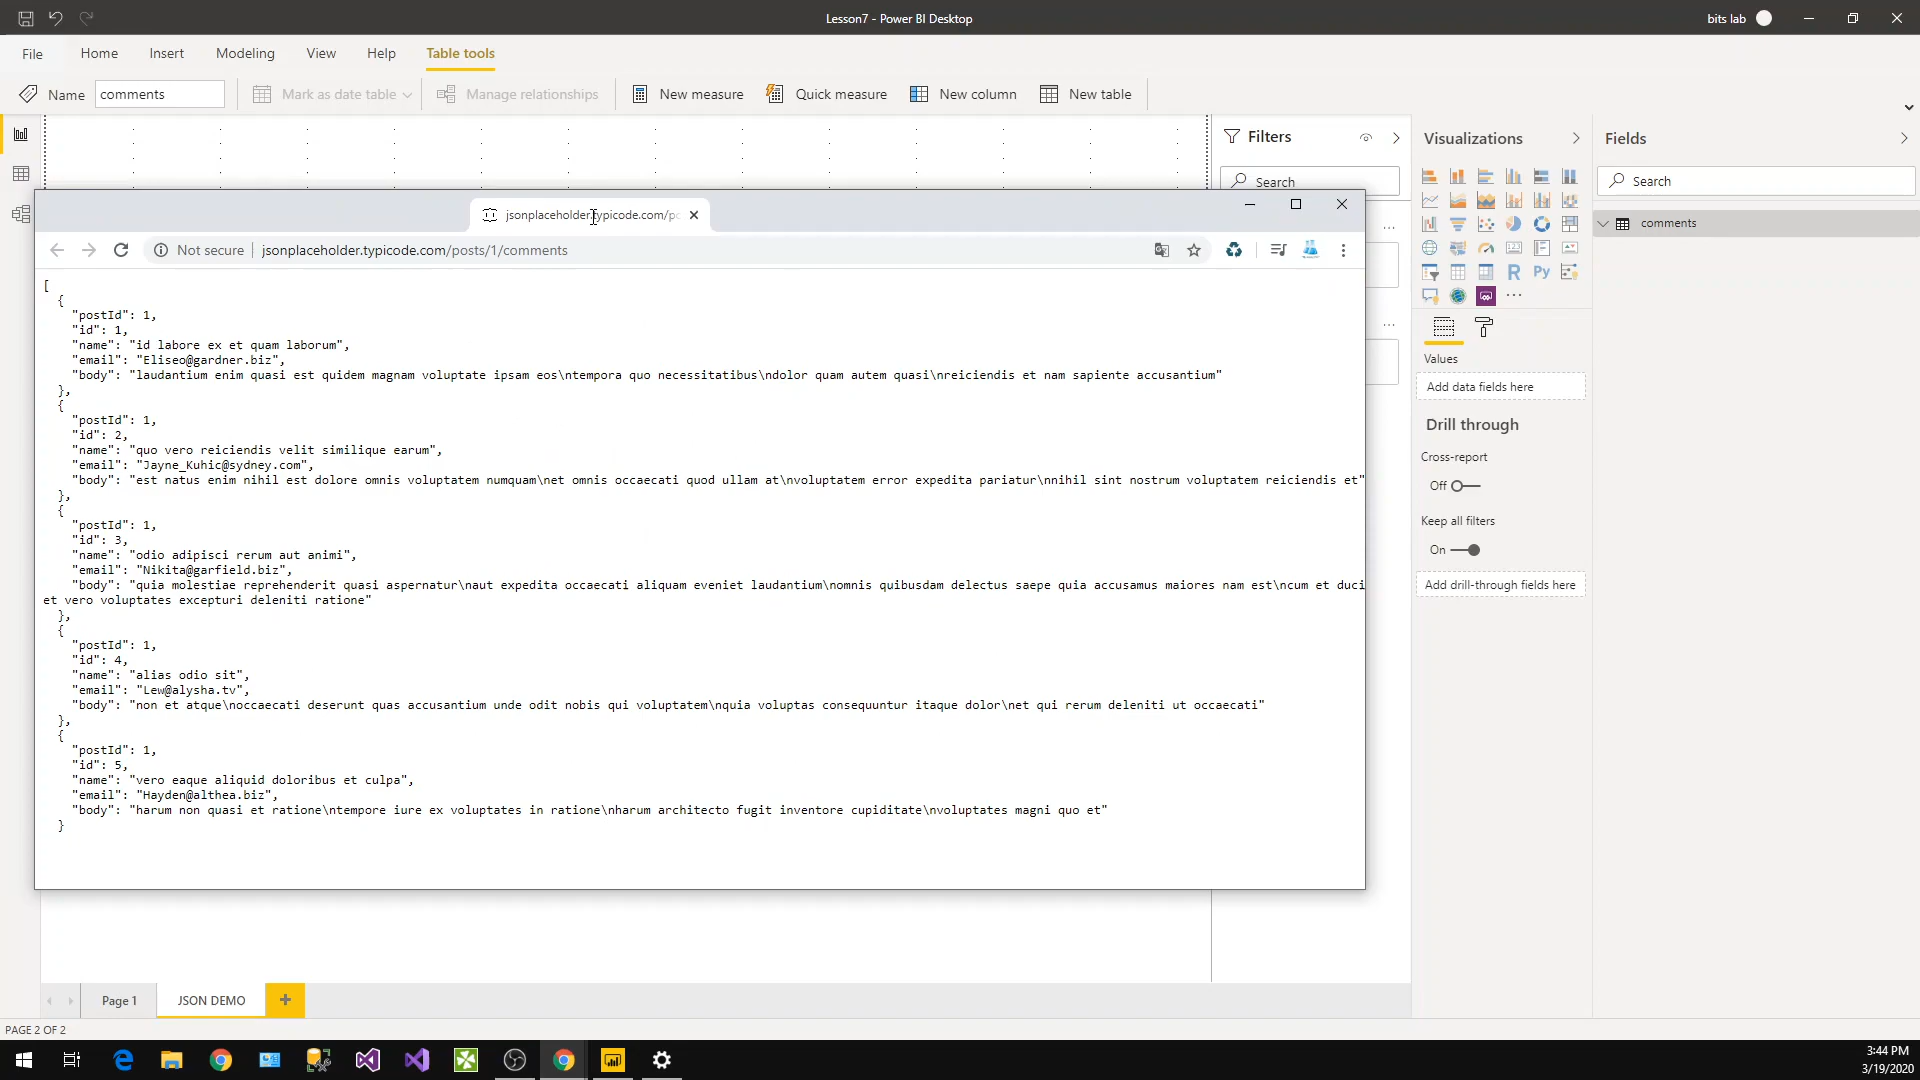 Lesson7 - Power BI Desktop
bits lab
File
Home
Insert
Modeling
View
Help
Table tools
Name
comments
Mark as date table
Manage relationships
New measure
Quick measure
New column
New table
Filters
Search
Visualizations
Fields
Search
comments
jsonplaceholder.typicode.com/pc
Not secure
jsonplaceholder.typicode.com/posts/1/comments
[
{
"postId": 1,
"id": 1,
"name": "id labore ex et quam laborum",
"email": "Eliseo@gardner.biz",
"body": "laudantium enim quasi est quidem magnam voluptate ipsam eos\ntempora quo necessitatibus\ndolor quam autem quasi\nreiciendis et nam sapiente accusantium"
},
{
"postId": 1,
"id": 2,
"name": "quo vero reiciendis velit similique earum",
"email": "Jayne_Kuhic@sydney.com",
"body": "est natus enim nihil est dolore omnis voluptatem numquam\net omnis occaecati quod ullam at\nvoluptatem error expedita pariatur\nnihil sint nostrum voluptatem reiciendis et"
},
{
"postId": 1,
"id": 3,
"name": "odio adipisci rerum aut animi",
"email": "Nikita@garfield.biz",
"body": "quia molestiae reprehenderit quasi aspernatur\naut expedita occaecati aliquam eveniet laudantium\nomnis quibusdam delectus saepe quia accusamus maiores nam est\ncum et duci
et vero voluptates excepturi deleniti ratione"
},
{
"postId": 1,
"id": 4,
"name": "alias odio sit",
"email": "Lew@alysha.tv",
"body": "non et atque\noccaecati deserunt quas accusantium unde odit nobis qui voluptatem\nquia voluptas consequuntur itaque dolor\net qui rerum deleniti ut occaecati"
},
{
"postId": 1,
"id": 5,
"name": "vero eaque aliquid doloribus et culpa",
"email": "Hayden@althea.biz",
"body": "harum non quasi et ratione\ntempore iure ex voluptates in ratione\nharum architecto fugit inventore cupiditate\nvoluptates magni quo et"
}
R
Py
123
Values
Add data fields here
Drill through
Cross-report
Off
Keep all filters
On
Add drill-through fields here
Page 1
JSON DEMO
+
PAGE 2 OF 2
3:44 PM
3/19/2020